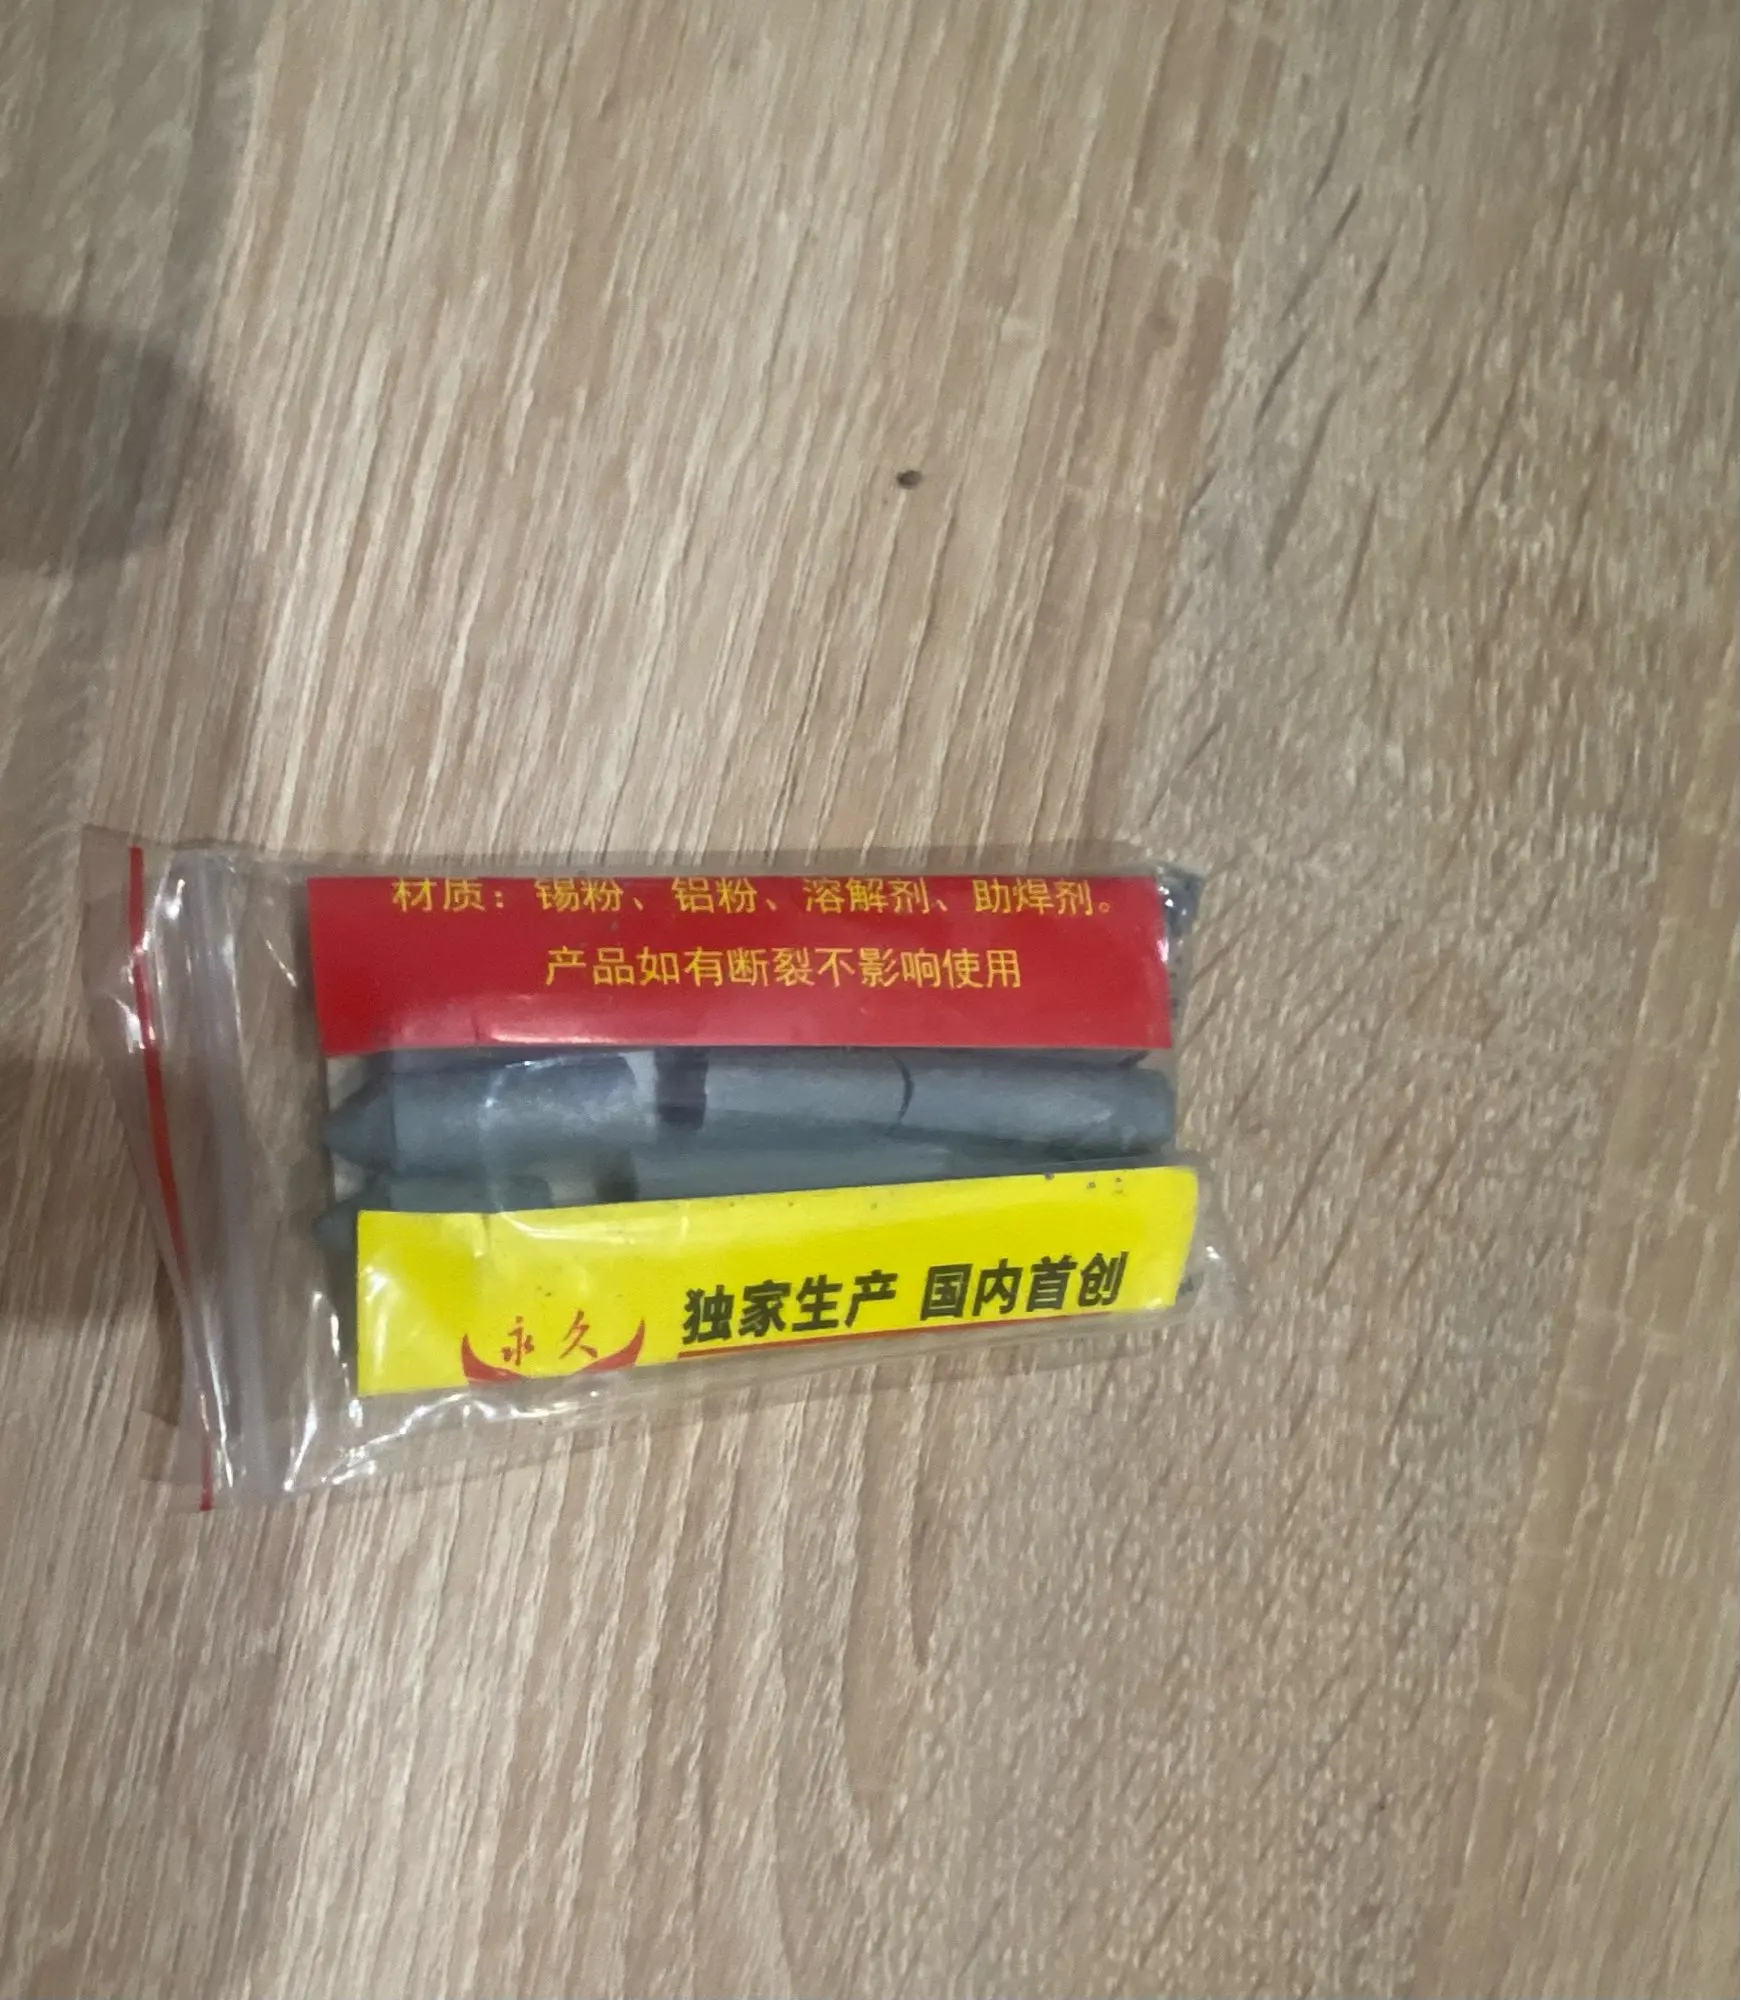 材质：锡粉、铝粉、溶解剂、助焊剂。
产品如有断裂不影响使用
永久
独家生产 国内首创